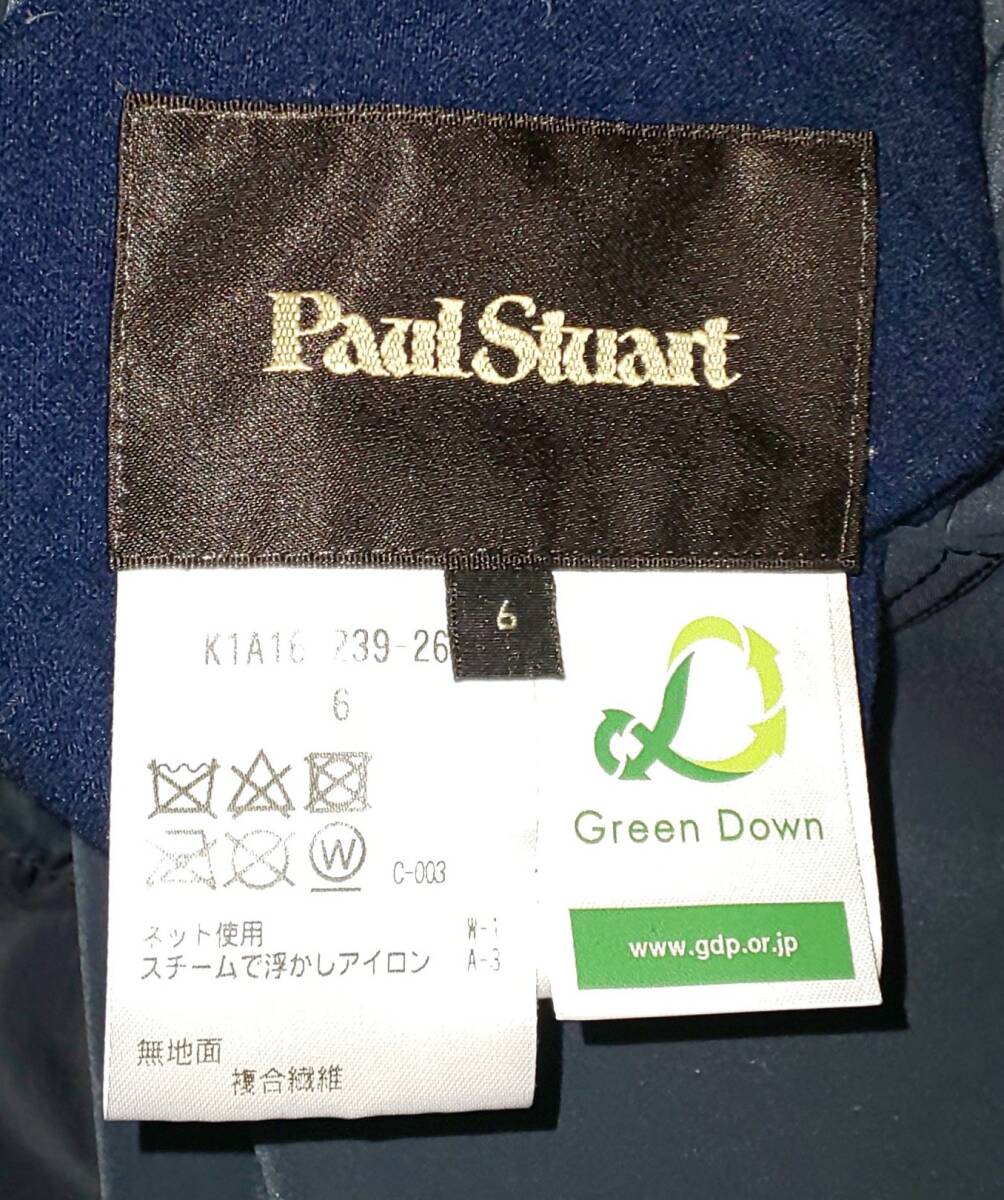 Paul Stuart
6
K1A16 239-26
6
W
C-003
ネット使用 W-1
スチームで浮かしアイロン A-3
無地面
複合繊維
Green Down
www.gdp.or.jp